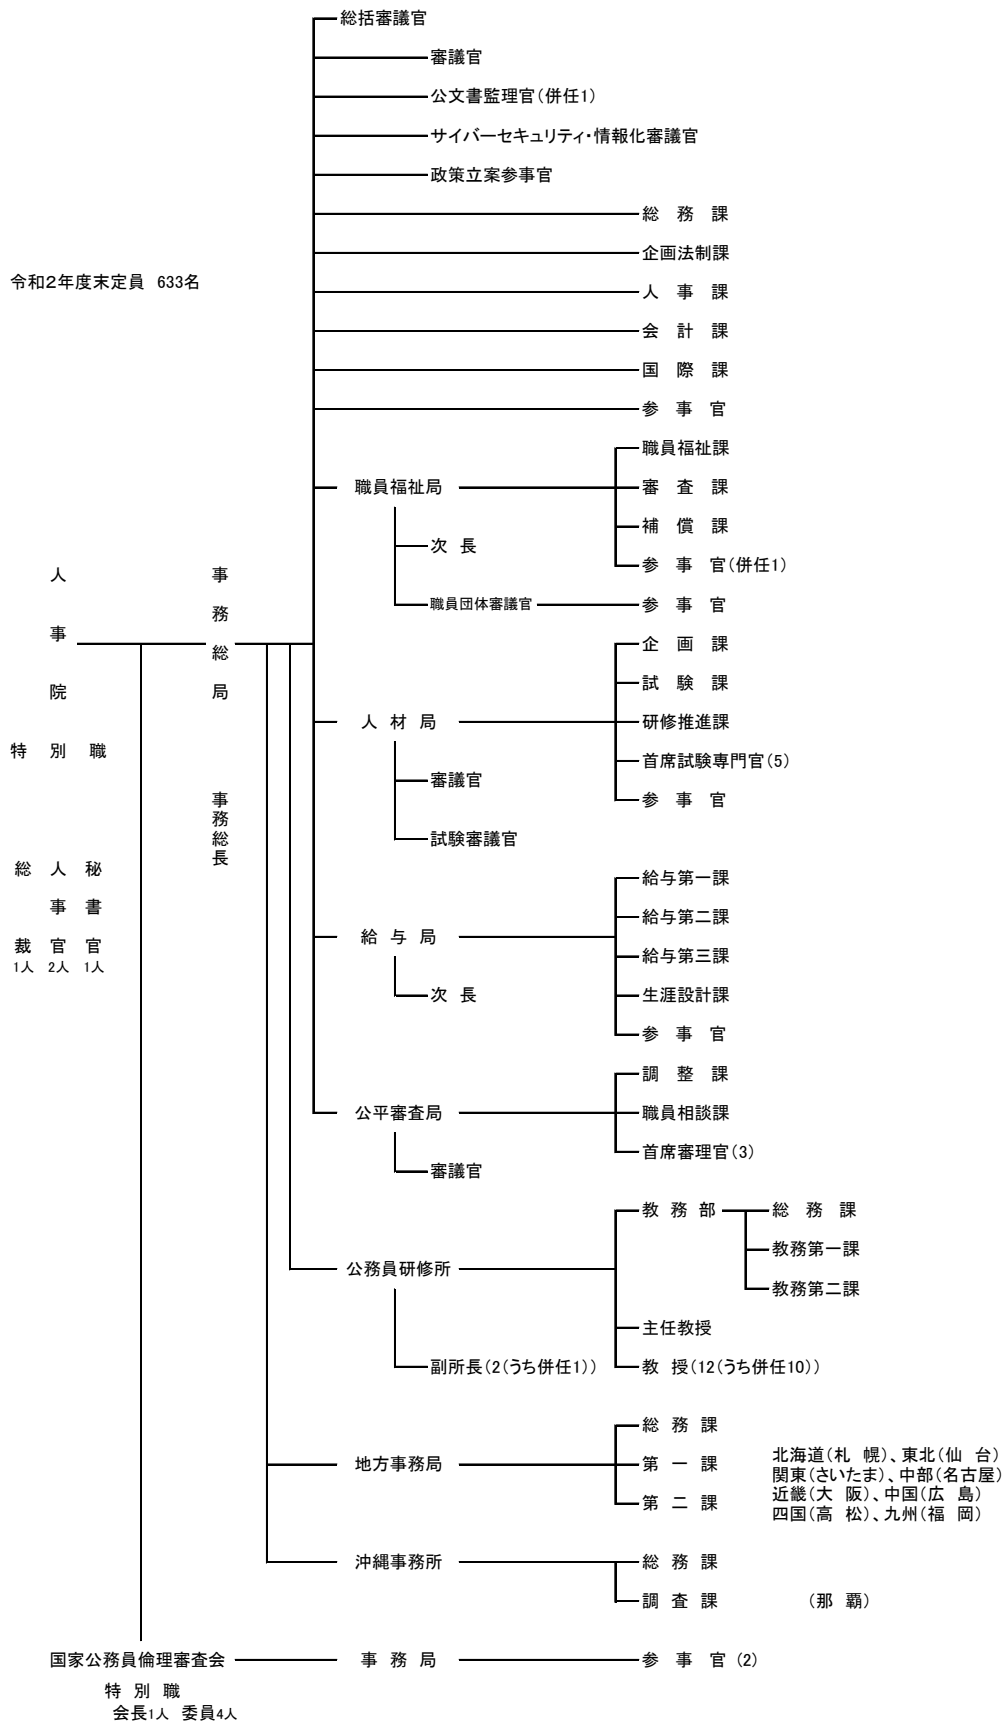 総括審議官
審議官
公文書監理官(併任1)
サイバーセキュリティ・情報化審議官
政策立案参事官
総 務 課
企画法制課
令和2年度末定員 633名
人 事 課
会 計 課
国 際 課
参 事 官
職員福祉課
職員福祉局
審 査 課
補 償 課
次 長
参 事 官(併任1)
職員団体審議官
参 事 官
人事院
事務総局
企 画 課
試 験 課
人 材 局
研修推進課
特 別 職
首席試験専門官(5)
審議官
参 事 官
事務総長
試験審議官
総裁
1人
人事官
2人
秘書官
1人
給与第一課
給与第二課
給 与 局
給与第三課
次 長
生涯設計課
参 事 官
調 整 課
公平審査局
職員相談課
首席審理官(3)
審議官
教 務 部
総 務 課
教務第一課
公務員研修所
教務第二課
主任教授
副所長(2(うち併任1))
教 授(12(うち併任10))
総 務 課
地方事務局
第 一 課
第 二 課
北海道(札 幌)、東北(仙 台)
関東(さいたま)、中部(名古屋)
近畿(大 阪)、中国(広 島)
四国(高 松)、九州(福 岡)
沖縄事務所
総 務 課
調 査 課
(那 覇)
国家公務員倫理審査会
事 務 局
参 事 官 (2)
特 別 職
会長1人 委員4人